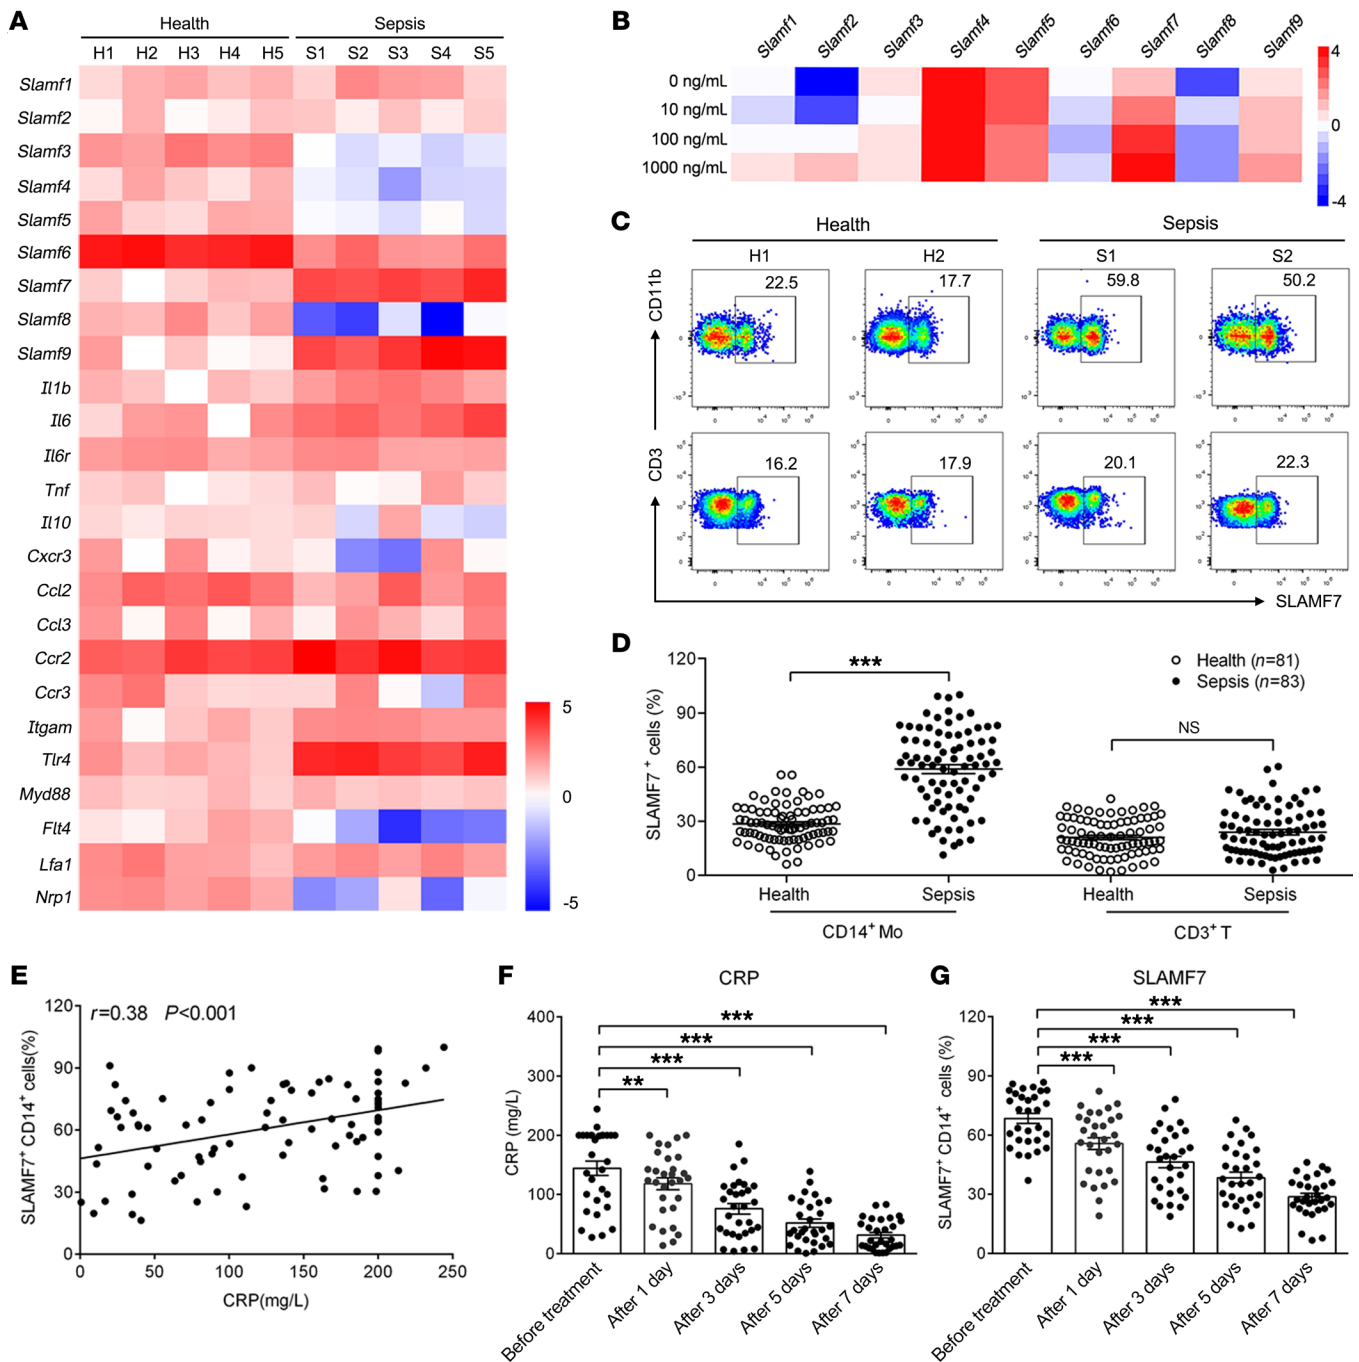 A
Health Sepsis
H1 H2 H3 H4 H5 S1 S2 S3 S4 S5
Slamf1
Slamf2
Slamf3
Slamf4
Slamf5
Slamf6
Slamf7
Slamf8
Slamf9
Il1b
Il6
Il6r
Tnf
Il10
Cxcr3
Ccl2
Ccl3
Ccr2
Ccr3
Itgam
Tlr4
Myd88
Flt4
Lfa1
Nrp1
5
0
-5
B
Slamf1 Slamf2 Slamf3 Slamf4 Slamf5 Slamf6 Slamf7 Slamf8 Slamf9
0 ng/mL
10 ng/mL
100 ng/mL
1000 ng/mL
4
0
-4
C
Health Sepsis
H1 H2 S1 S2
CD11b
22.5 17.7 59.8 50.2
CD3
16.2 17.9 20.1 22.3
SLAMF7
D
SLAMF7 + cells (%)
120
90
60
30
0
*** NS
Health (n=81)
Sepsis (n=83)
Health Sepsis Health Sepsis
CD14+ Mo CD3+ T
E
SLAMF7+ CD14+ cells(%)
r=0.38 P<0.001
120
90
60
30
0
0 50 100 150 200 250
CRP(mg/L)
F
CRP
CRP (mg/L)
400
300
200
100
0
***
***
***
**
Before treatment After 1 day After 3 days After 5 days After 7 days
G
SLAMF7
SLAMF7+ CD14+ cells (%)
120
90
60
30
0
***
***
***
***
Before treatment After 1 day After 3 days After 5 days After 7 days